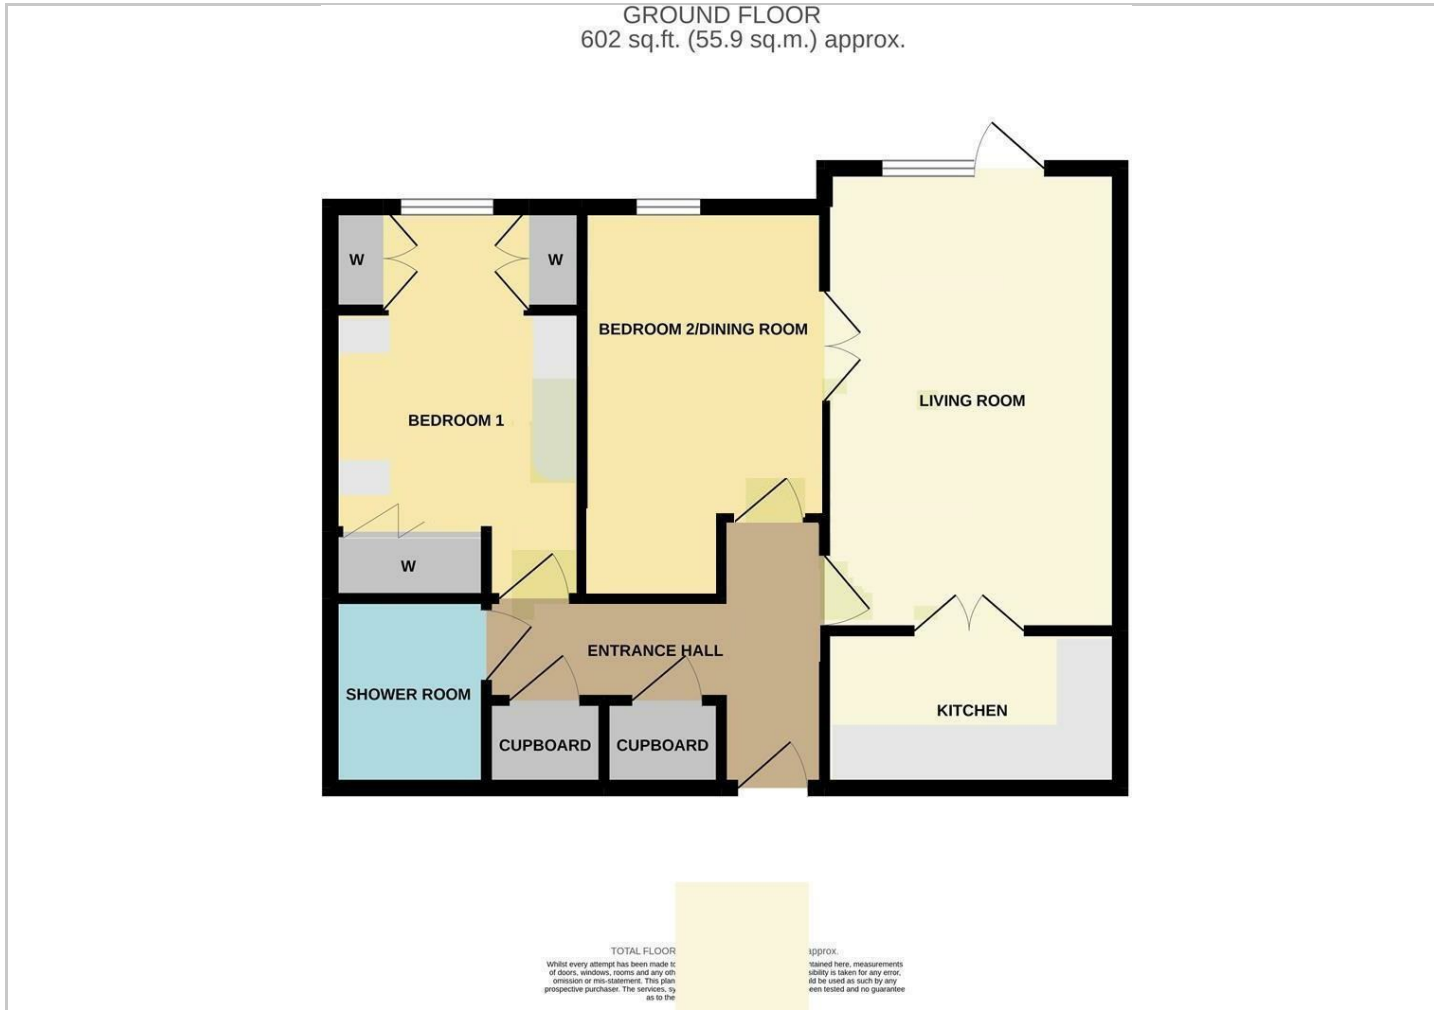 GROUND FLOOR
602 sq.ft. (55.9 sq.m.) approx.
W
W
BEDROOM 2/DINING ROOM
LIVING ROOM
BEDROOM 1
W
ENTRANCE HALL
SHOWER ROOM
KITCHEN
CUPBOARD
CUPBOARD
TOTAL FLOOR approx.
Whilst every attempt has been made to tained here, measurements
of doors, windows, rooms and any oth sibility is taken for any error,
omission or mis-statement. This plan ld be used as such by any
prospective purchaser. The services, sy een tested and no guarantee
as to the